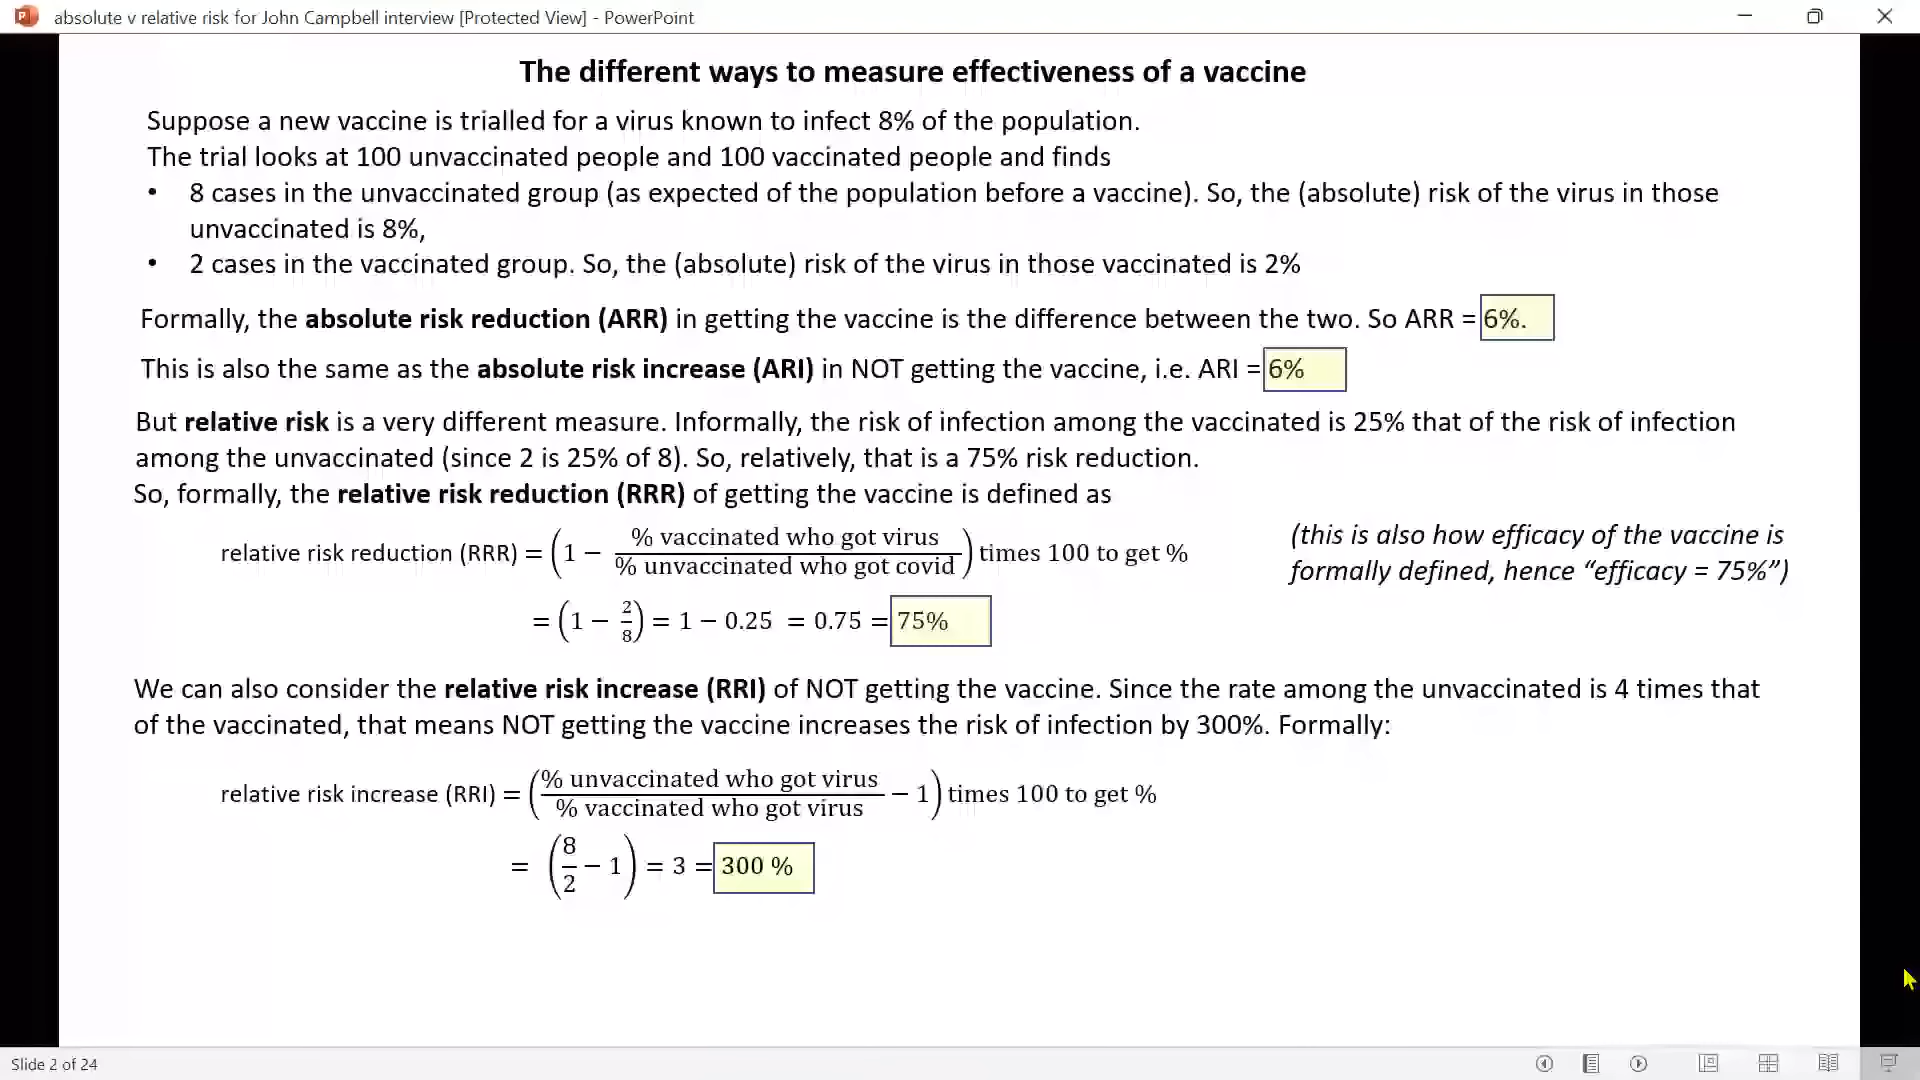 absolute v relative risk for John Campbell interview [Protected View] - PowerPoint
The different ways to measure effectiveness of a vaccine
Suppose a new vaccine is trialled for a virus known to infect 8% of the population.
The trial looks at 100 unvaccinated people and 100 vaccinated people and finds
• 8 cases in the unvaccinated group (as expected of the population before a vaccine). So, the (absolute) risk of the virus in those
unvaccinated is 8%,
• 2 cases in the vaccinated group. So, the (absolute) risk of the virus in those vaccinated is 2%
Formally, the absolute risk reduction (ARR) in getting the vaccine is the difference between the two. So ARR = 6%.
This is also the same as the absolute risk increase (ARI) in NOT getting the vaccine, i.e. ARI = 6%
But relative risk is a very different measure. Informally, the risk of infection among the vaccinated is 25% that of the risk of infection
among the unvaccinated (since 2 is 25% of 8). So, relatively, that is a 75% risk reduction.
So, formally, the relative risk reduction (RRR) of getting the vaccine is defined as
relative risk reduction (RRR) = (1 − % vaccinated who got virus / % unvaccinated who got covid) times 100 to get %
(this is also how efficacy of the vaccine is
formally defined, hence “efficacy = 75%”)
= (1 − 2/8) = 1 − 0.25 = 0.75 = 75%
We can also consider the relative risk increase (RRI) of NOT getting the vaccine. Since the rate among the unvaccinated is 4 times that
of the vaccinated, that means NOT getting the vaccine increases the risk of infection by 300%. Formally:
relative risk increase (RRI) = (% unvaccinated who got virus / % vaccinated who got virus − 1) times 100 to get %
= (8/2 − 1) = 3 = 300 %
Slide 2 of 24